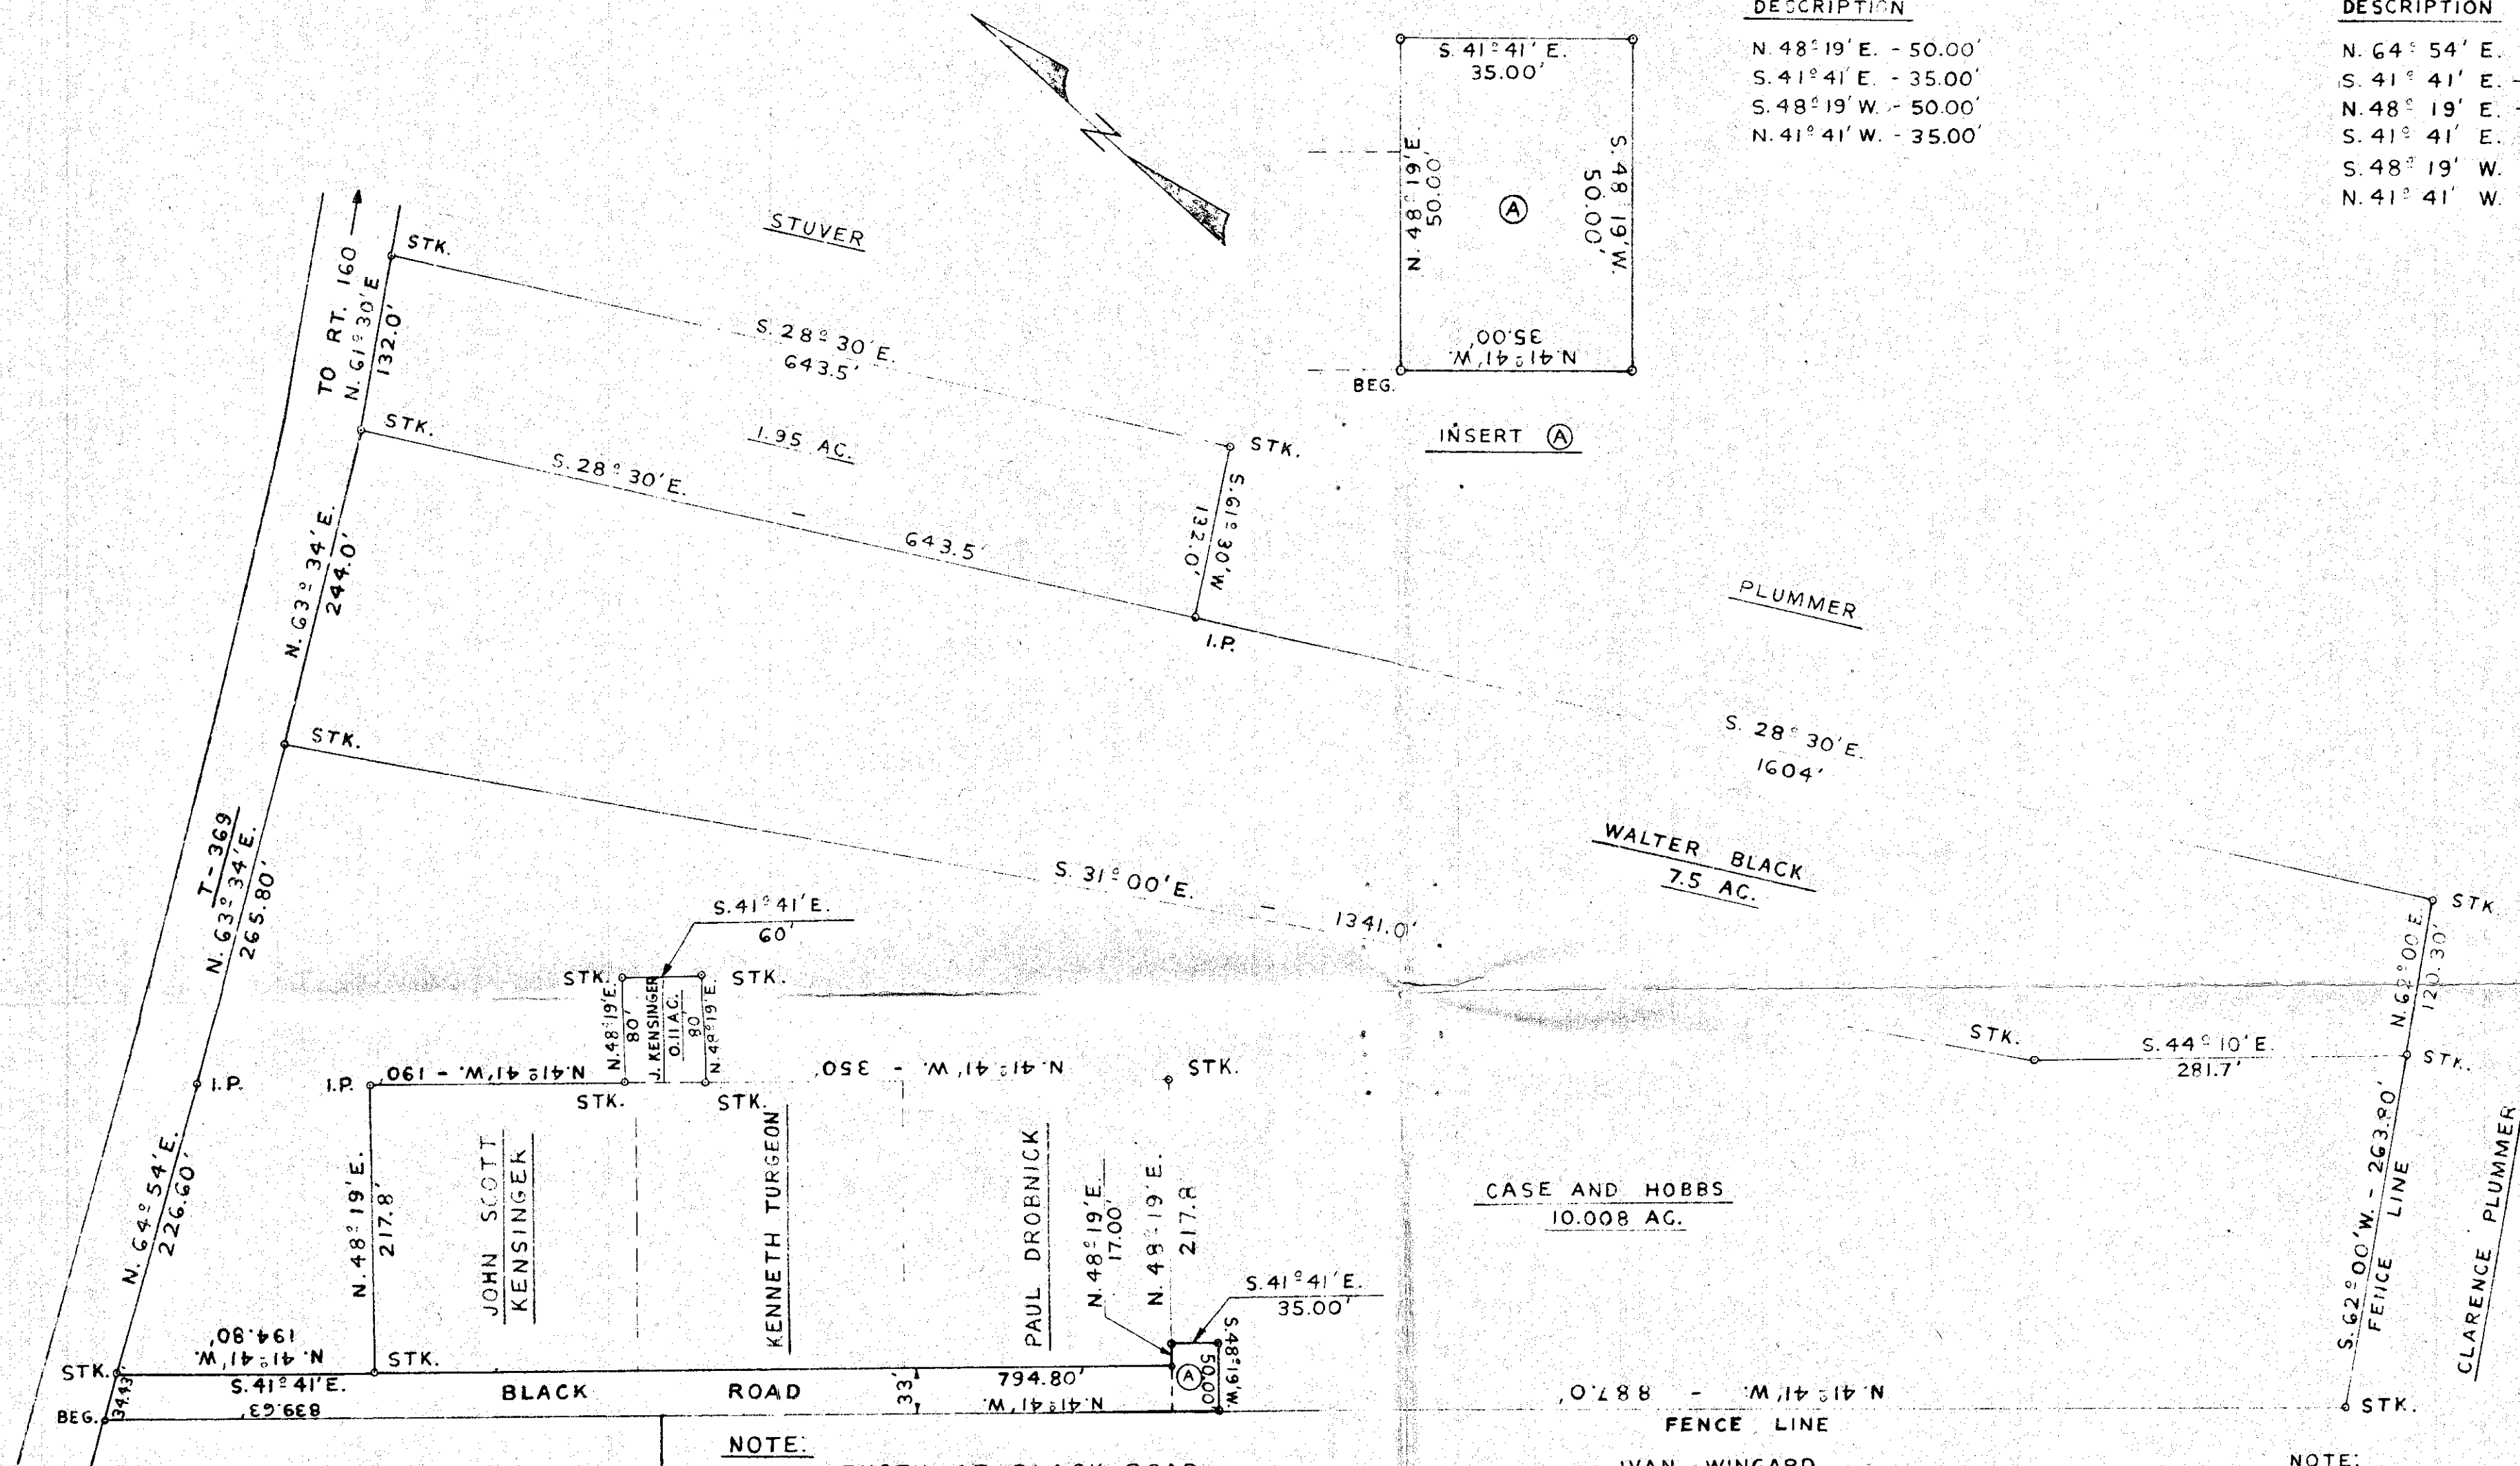 DESCRIPTION
N. 48° 19' E. - 50.00'
S. 41° 41' E. - 35.00'
S. 48° 19' W. - 50.00'
N. 41° 41' W. - 35.00'
DESCRIPTION
N. 64° 54' E.
S. 41° 41' E. -
N. 48° 19' E. -
S. 41° 41' E.
S. 48° 19' W.
N. 41° 41' W.
S. 41° 41' E.
35.00'
N. 48° 19' E.
50.00'
S. 48° 19' W.
50.00'
A
35.00'
N. 41° 41' W.
BEG.
INSERT A
N
TO RT. 160
N. 61° 30' E
132.0'
STK.
STUVER
S. 28° 30' E.
643.5'
STK.
1.95 AC.
STK.
S. 28° 30' E. - 643.5'
S. 61° 30' W.
132.0'
I.P.
N. 63° 34' E.
244.0'
PLUMMER
STK.
S. 28° 30' E.
1604'
WALTER BLACK
7.5 AC.
S. 31° 00' E. - 1341.0'
T-369
N. 63° 34' E.
265.80'
S. 41° 41' E.
60'
STK.
STK.
N. 48° 19' E.
80'
J. KENSINGER
0.11 AC.
80'
N. 48° 19' E.
STK.
N. 62° 00' E.
120.30'
STK.
S. 44° 10' E.
281.7'
STK.
I.P.
I.P.
N. 41° 41' W. - 190'
N. 41° 41' W. - 350'
STK.
STK.
STK.
N. 64° 54' E.
226.60'
N. 48° 19' E.
217.8'
JOHN SCOTT
KENSINGER
KENNETH TURGEON
PAUL DROBNICK
N. 48° 19' E.
17.00'
N. 48° 19' E.
217.8
S. 41° 41' E.
35.00'
CASE AND HOBBS
10.008 AC.
S. 62° 00' W. - 263.80'
FENCE LINE
CLARENCE PLUMMER
194.80'
N. 41° 41' W.
STK.
STK.
34.43'
S. 41° 41' E.
839.63'
BEG.
BLACK ROAD
33'
794.80'
N. 41° 41' W.
A
50.00'
S. 48° 19' W.
N. 41° 41' W. - 887.0'
FENCE LINE
STK.
NOTE:
BLACK ROAD
IVAN WINGARD
NOTE: